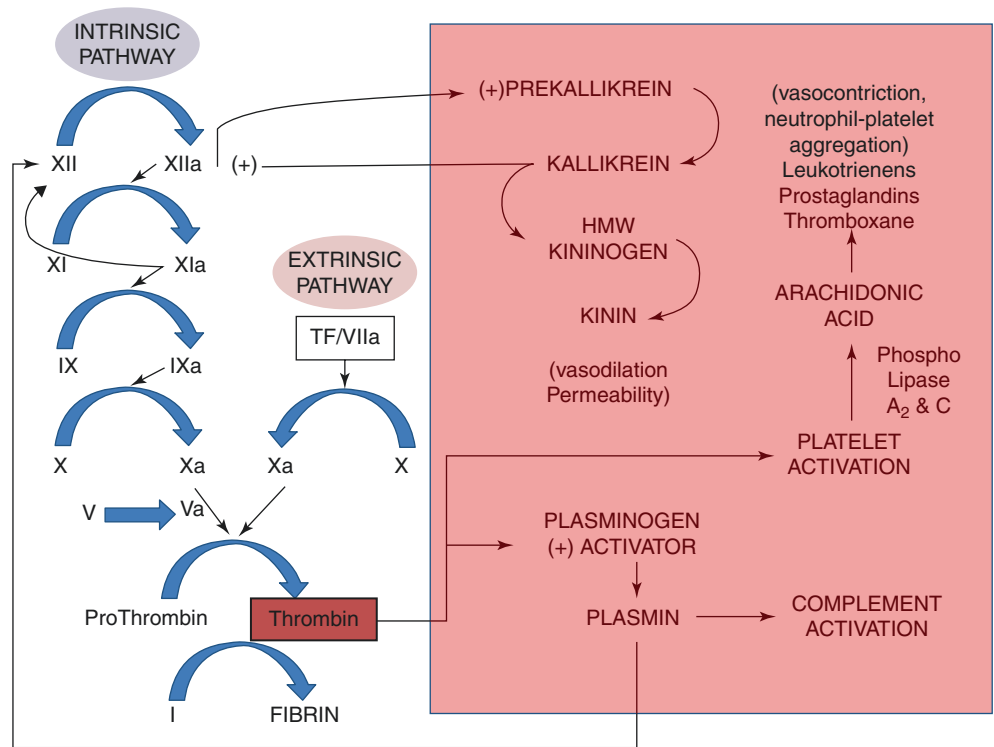 INTRINSIC
PATHWAY
XII
XIIa
(+)
XI
XIa
EXTRINSIC
PATHWAY
TF/VIIa
IX
IXa
X
Xa
Xa
X
V
Va
ProThrombin
Thrombin
I
FIBRIN
(+)PREKALLIKREIN
KALLIKREIN
HMW
KININOGEN
KININ
(vasodilation
Permeability)
(vasocontriction,
neutrophil-platelet
aggregation)
Leukotrienens
Prostaglandins
Thromboxane
ARACHIDONIC
ACID
Phospho
Lipase
A₂ & C
PLATELET
ACTIVATION
PLASMINOGEN
(+) ACTIVATOR
PLASMIN
COMPLEMENT
ACTIVATION